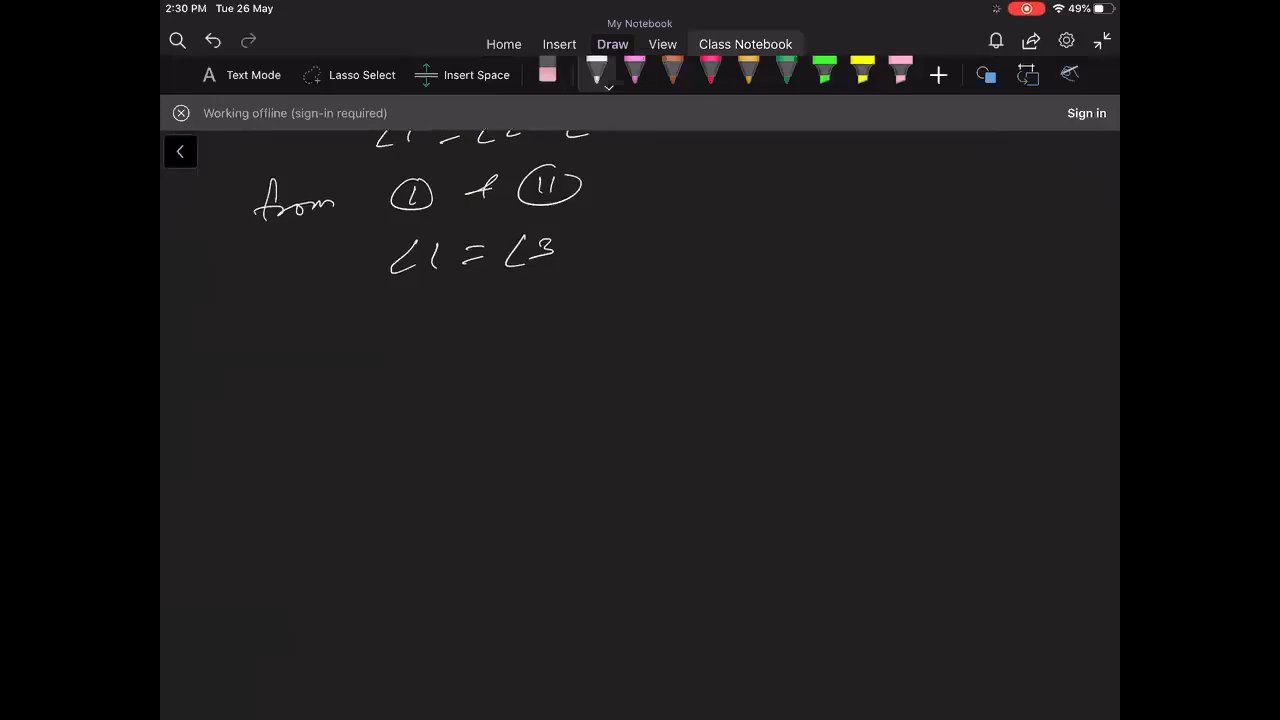 2:30 PM Tue 26 May
49%
My Notebook
Home Insert Draw View Class Notebook
A Text Mode Lasso Select Insert Space
Working offline (sign-in required) Sign in
from I & II
∠1 = ∠3